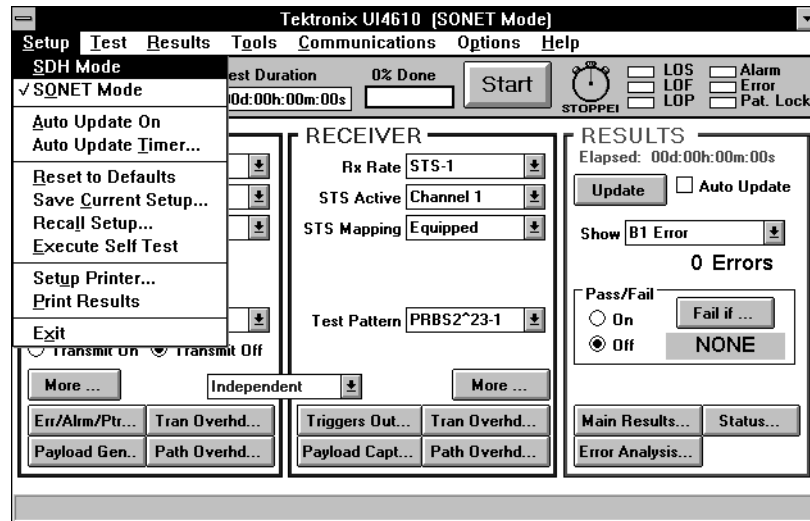 Tektronix UI4610 (SONET Mode)
Setup Test Results Tools Communications Options Help
SDH Mode
√ SONET Mode
Auto Update On
Auto Update Timer...
Reset to Defaults
Save Current Setup...
Recall Setup...
Execute Self Test
Setup Printer...
Print Results
Exit
est Duration
00d:00h:00m:00s
0% Done
Start
STOPPE
LOS
LOF
LOP
Alarm
Error
Pat. Lock
Transmit On Transmit Off
More ...
Independent
Err/Alrm/Ptr... Tran Overhd...
Payload Gen.. Path Overhd...
RECEIVER
Rx Rate STS-1
STS Active Channel 1
STS Mapping Equipped
Test Pattern PRBS2^23-1
More ...
Triggers Out... Tran Overhd...
Payload Capt... Path Overhd...
RESULTS
Elapsed: 00d:00h:00m:00s
Update Auto Update
Show B1 Error
0 Errors
Pass/Fail
On
Off
Fail if ...
NONE
Main Results... Status...
Error Analysis...